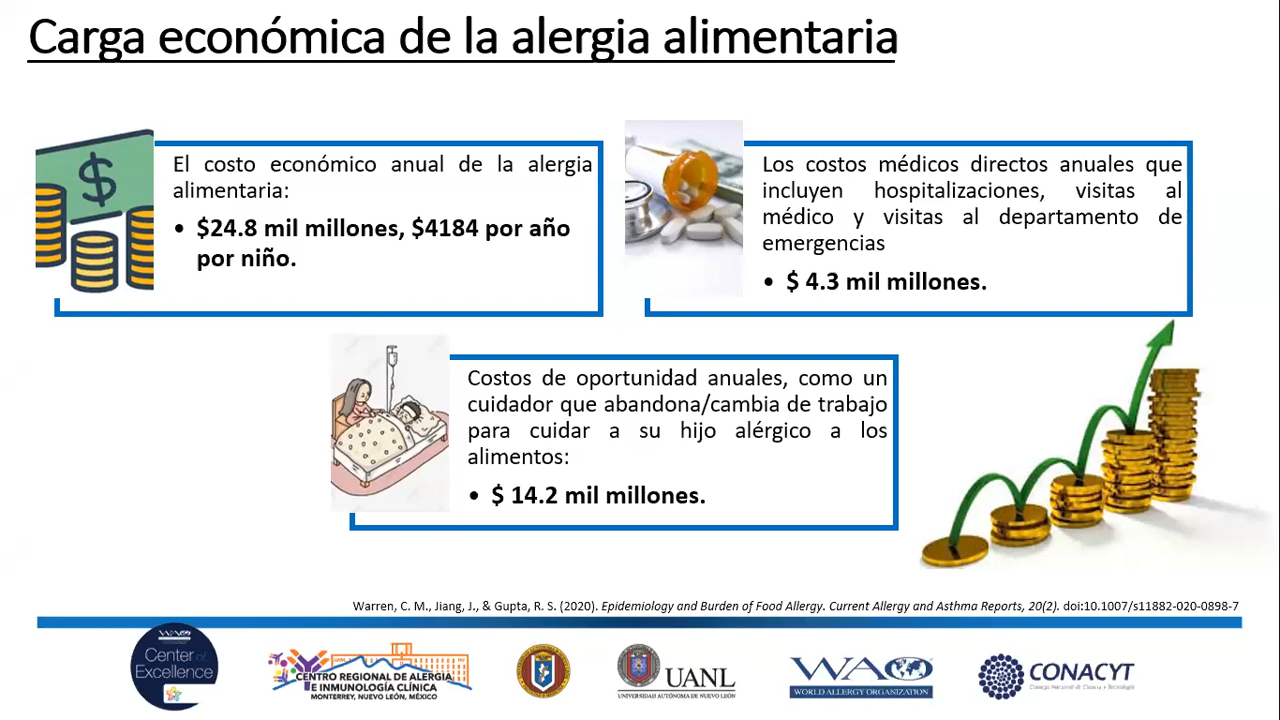 Carga económica de la alergia alimentaria
El costo económico anual de la alergia
alimentaria:
• $24.8 mil millones, $4184 por año
por niño.
Los costos médicos directos anuales que
incluyen hospitalizaciones, visitas al
médico y visitas al departamento de
emergencias
• $ 4.3 mil millones.
Costos de oportunidad anuales, como un
cuidador que abandona/cambia de trabajo
para cuidar a su hijo alérgico a los
alimentos:
• $ 14.2 mil millones.
Warren, C. M., Jiang, J., & Gupta, R. S. (2020). Epidemiology and Burden of Food Allergy. Current Allergy and Asthma Reports, 20(2). doi:10.1007/s11882-020-0898-7
WAO
Center of
Excellence
CENTRO REGIONAL DE ALERGIA
E INMUNOLOGÍA CLÍNICA
MONTERREY, NUEVO LEÓN, MÉXICO
UANL
UNIVERSIDAD AUTÓNOMA DE NUEVO LEÓN
WAO
WORLD ALLERGY ORGANIZATION
CONACYT
Consejo Nacional de Ciencia y Tecnología